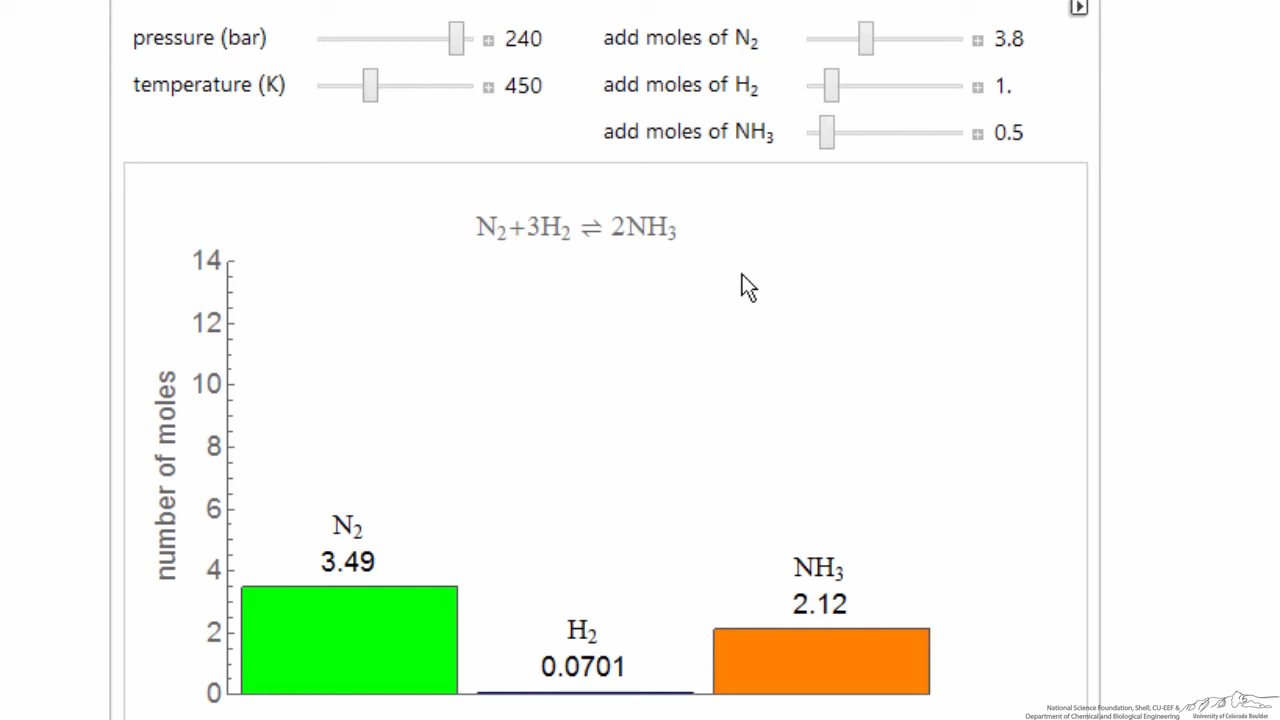 pressure (bar) 240 add moles of N₂ 3.8
temperature (K) 450 add moles of H₂ 1.
add moles of NH₃ 0.5
N₂+3H₂ ⇌ 2NH₃
number of moles
14
12
10
8
6
4
2
0
N₂
3.49
H₂
0.0701
NH₃
2.12
National Science Foundation, Shell, CU-EEF &
Department of Chemical and Biological Engineering
University of Colorado Boulder